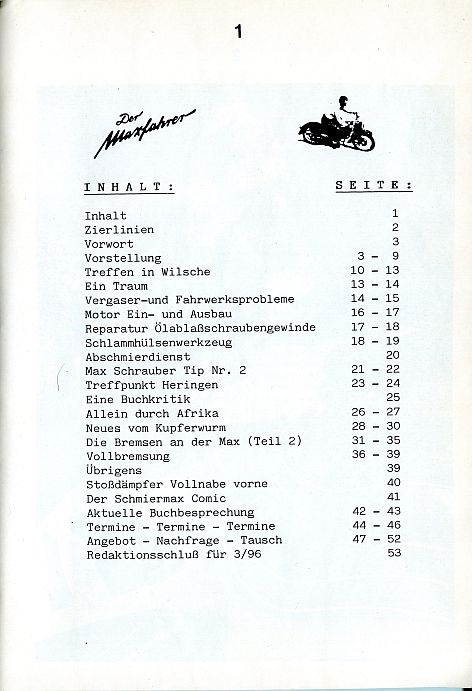 1
Der
Maxfahrer
INHALT: SEITE:
Inhalt 1
Zierlinien 2
Vorwort 3
Vorstellung 3 - 9
Treffen in Wilsche 10 - 13
Ein Traum 13 - 14
Vergaser-und Fahrwerksprobleme 14 - 15
Motor Ein- und Ausbau 16 - 17
Reparatur Ölablaßschraubengewinde 17 - 18
Schlammhülsenwerkzeug 18 - 19
Abschmierdienst 20
Max Schrauber Tip Nr. 2 21 - 22
Treffpunkt Heringen 23 - 24
Eine Buchkritik 25
Allein durch Afrika 26 - 27
Neues vom Kupferwurm 28 - 30
Die Bremsen an der Max (Teil 2) 31 - 35
Vollbremsung 36 - 39
Übrigens 39
Stoßdämpfer Vollnabe vorne 40
Der Schmiermax Comic 41
Aktuelle Buchbesprechung 42 - 43
Termine - Termine - Termine 44 - 46
Angebot - Nachfrage - Tausch 47 - 52
Redaktionsschluß für 3/96 53